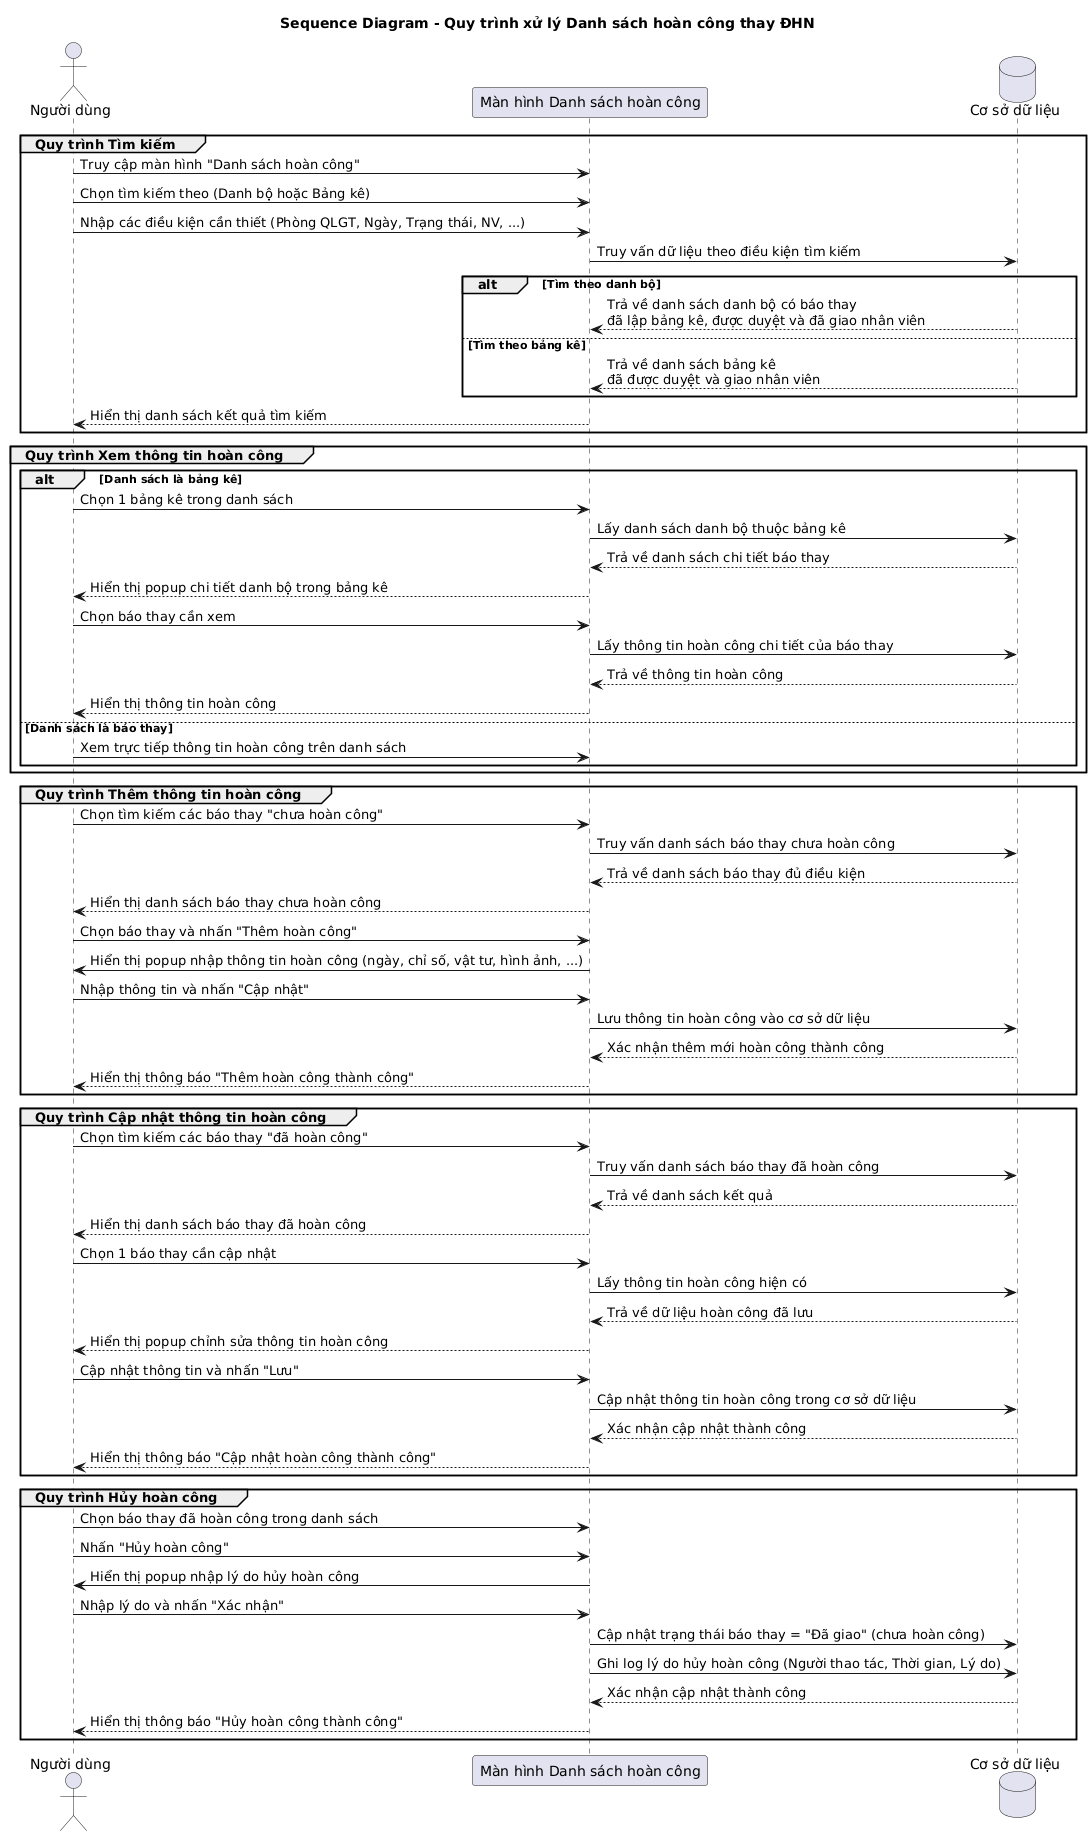 Sequence Diagram - Quy trình xử lý Danh sách hoàn công thay ĐHN
Người dùng
Màn hình Danh sách hoàn công
Cơ sở dữ liệu
Quy trình Tìm kiếm
Truy cập màn hình "Danh sách hoàn công"
Chọn tìm kiếm theo (Danh bộ hoặc Bảng kê)
Nhập các điều kiện cần thiết (Phòng QLGT, Ngày, Trạng thái, NV, ...)
Truy vấn dữ liệu theo điều kiện tìm kiếm
alt [Tìm theo danh bộ]
Trả về danh sách danh bộ có báo thay
đã lập bảng kê, được duyệt và đã giao nhân viên
[Tìm theo bảng kê]
Trả về danh sách bảng kê
đã được duyệt và giao nhân viên
Hiển thị danh sách kết quả tìm kiếm
Quy trình Xem thông tin hoàn công
alt [Danh sách là bảng kê]
Chọn 1 bảng kê trong danh sách
Lấy danh sách danh bộ thuộc bảng kê
Trả về danh sách chi tiết báo thay
Hiển thị popup chi tiết danh bộ trong bảng kê
Chọn báo thay cần xem
Lấy thông tin hoàn công chi tiết của báo thay
Trả về thông tin hoàn công
Hiển thị thông tin hoàn công
[Danh sách là báo thay]
Xem trực tiếp thông tin hoàn công trên danh sách
Quy trình Thêm thông tin hoàn công
Chọn tìm kiếm các báo thay "chưa hoàn công"
Truy vấn danh sách báo thay chưa hoàn công
Trả về danh sách báo thay đủ điều kiện
Hiển thị danh sách báo thay chưa hoàn công
Chọn báo thay và nhấn "Thêm hoàn công"
Hiển thị popup nhập thông tin hoàn công (ngày, chỉ số, vật tư, hình ảnh, ...)
Nhập thông tin và nhấn "Cập nhật"
Lưu thông tin hoàn công vào cơ sở dữ liệu
Xác nhận thêm mới hoàn công thành công
Hiển thị thông báo "Thêm hoàn công thành công"
Quy trình Cập nhật thông tin hoàn công
Chọn tìm kiếm các báo thay "đã hoàn công"
Truy vấn danh sách báo thay đã hoàn công
Trả về danh sách kết quả
Hiển thị danh sách báo thay đã hoàn công
Chọn 1 báo thay cần cập nhật
Lấy thông tin hoàn công hiện có
Trả về dữ liệu hoàn công đã lưu
Hiển thị popup chỉnh sửa thông tin hoàn công
Cập nhật thông tin và nhấn "Lưu"
Cập nhật thông tin hoàn công trong cơ sở dữ liệu
Xác nhận cập nhật thành công
Hiển thị thông báo "Cập nhật hoàn công thành công"
Quy trình Hủy hoàn công
Chọn báo thay đã hoàn công trong danh sách
Nhấn "Hủy hoàn công"
Hiển thị popup nhập lý do hủy hoàn công
Nhập lý do và nhấn "Xác nhận"
Cập nhật trạng thái báo thay = "Đã giao" (chưa hoàn công)
Ghi log lý do hủy hoàn công (Người thao tác, Thời gian, Lý do)
Xác nhận cập nhật thành công
Hiển thị thông báo "Hủy hoàn công thành công"
Người dùng
Màn hình Danh sách hoàn công
Cơ sở dữ liệu